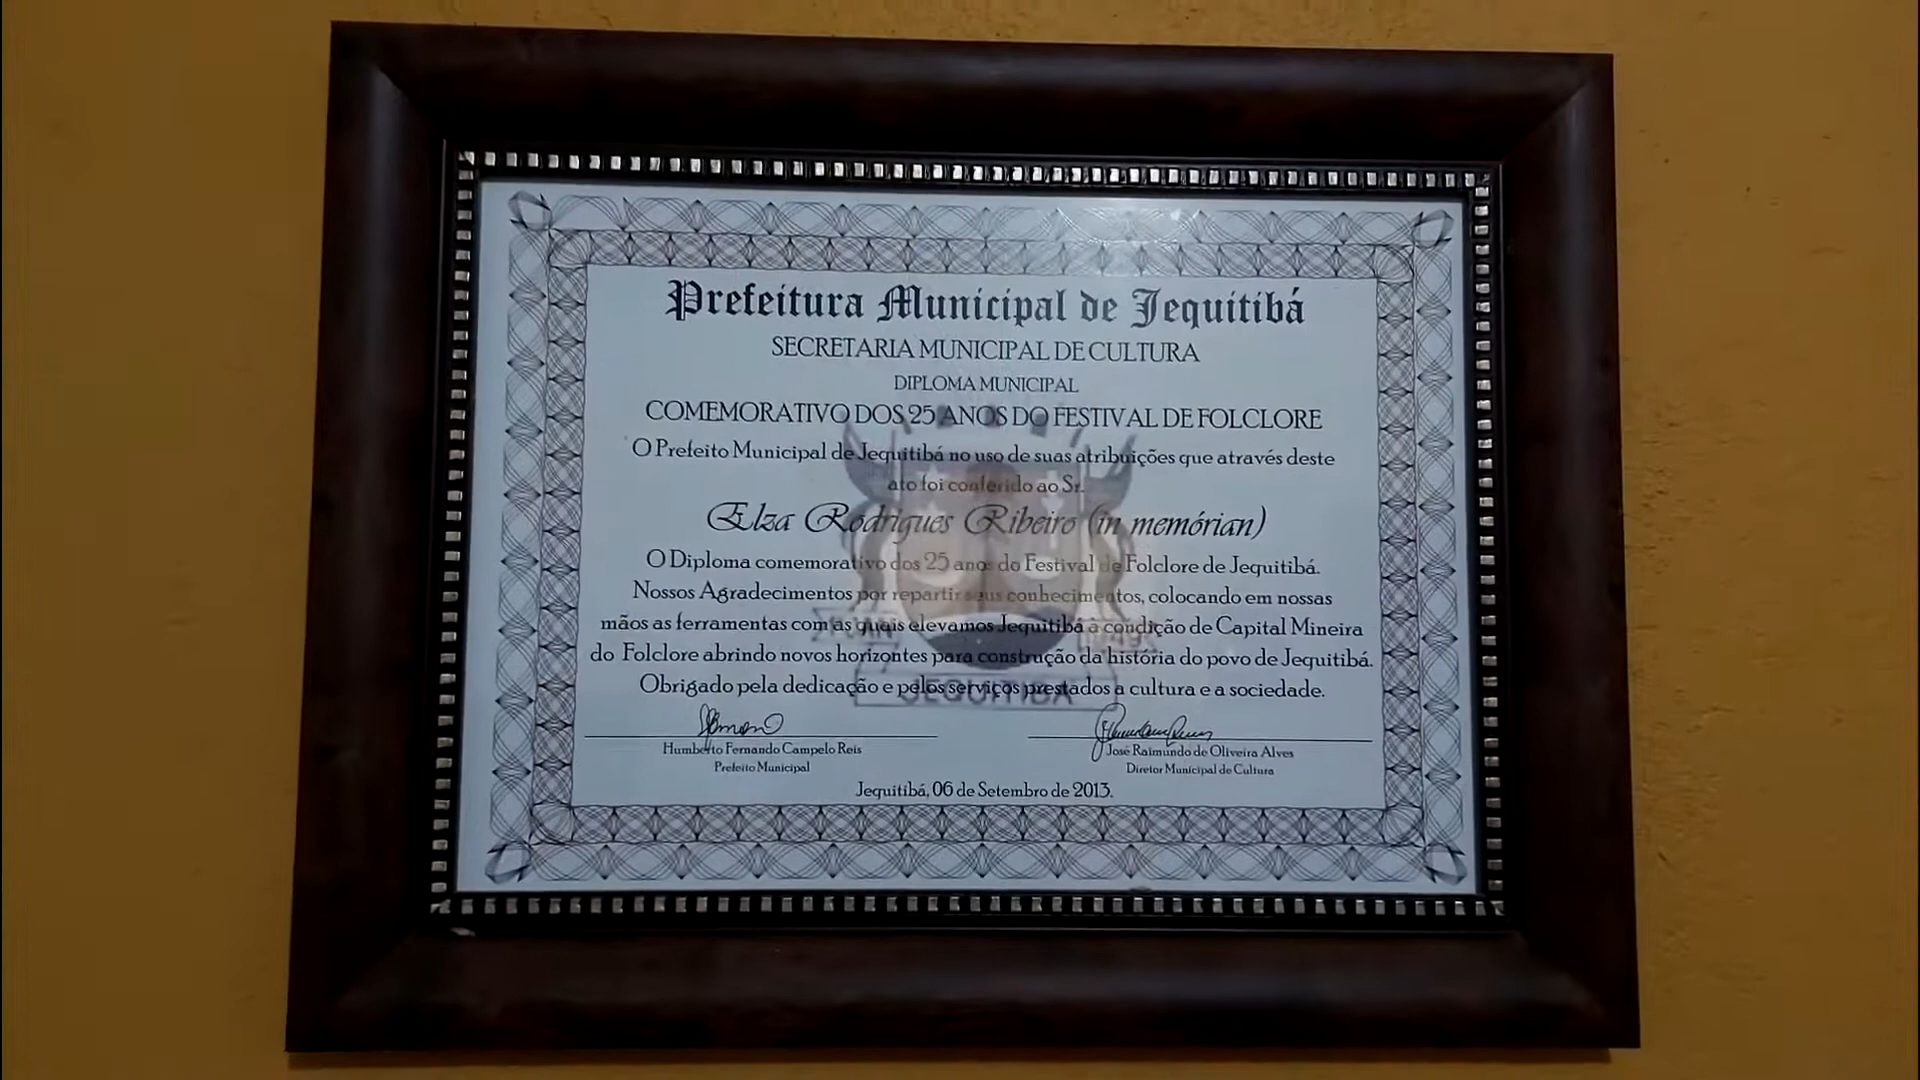 Prefeitura Municipal de Jequitibá
SECRETARIA MUNICIPAL DE CULTURA
DIPLOMA MUNICIPAL
COMEMORATIVO DOS 25 ANOS DO FESTIVAL DE FOLCLORE
O Prefeito Municipal de Jequitibá no uso de suas atribuições que através deste
ato foi conferido ao Sr.
Elza Rodrigues Ribeiro (in memórian)
O Diploma comemorativo dos 25 anos do Festival de Folclore de Jequitibá.
Nossos Agradecimentos por repartir seus conhecimentos, colocando em nossas
mãos as ferramentas com as quais elevamos Jequitibá a condição de Capital Mineira
do Folclore abrindo novos horizontes para construção da história do povo de Jequitibá.
Obrigado pela dedicação e pelos serviços prestados a cultura e a sociedade.
JEQUITIBÁ
Humberto Fernando Campelo Reis
Prefeito Municipal
José Raimundo de Oliveira Alves
Diretor Municipal de Cultura
Jequitibá, 06 de Setembro de 2013.